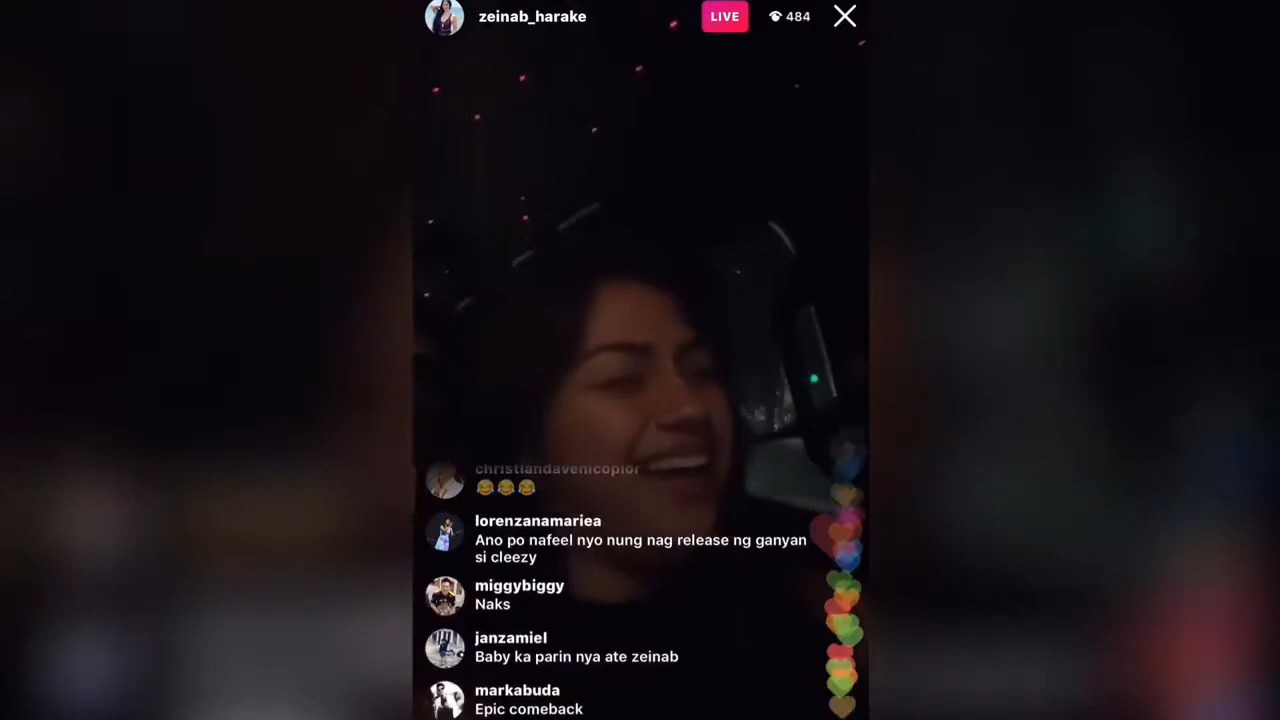 zeinab_harake
LIVE
484
christiandavenicopior
😂😂😂
lorenzanamariea
Ano po nafeel nyo nung nag release ng ganyan
si cleezy
miggybiggy
Naks
janzamiel
Baby ka parin nya ate zeinab
markabuda
Epic comeback